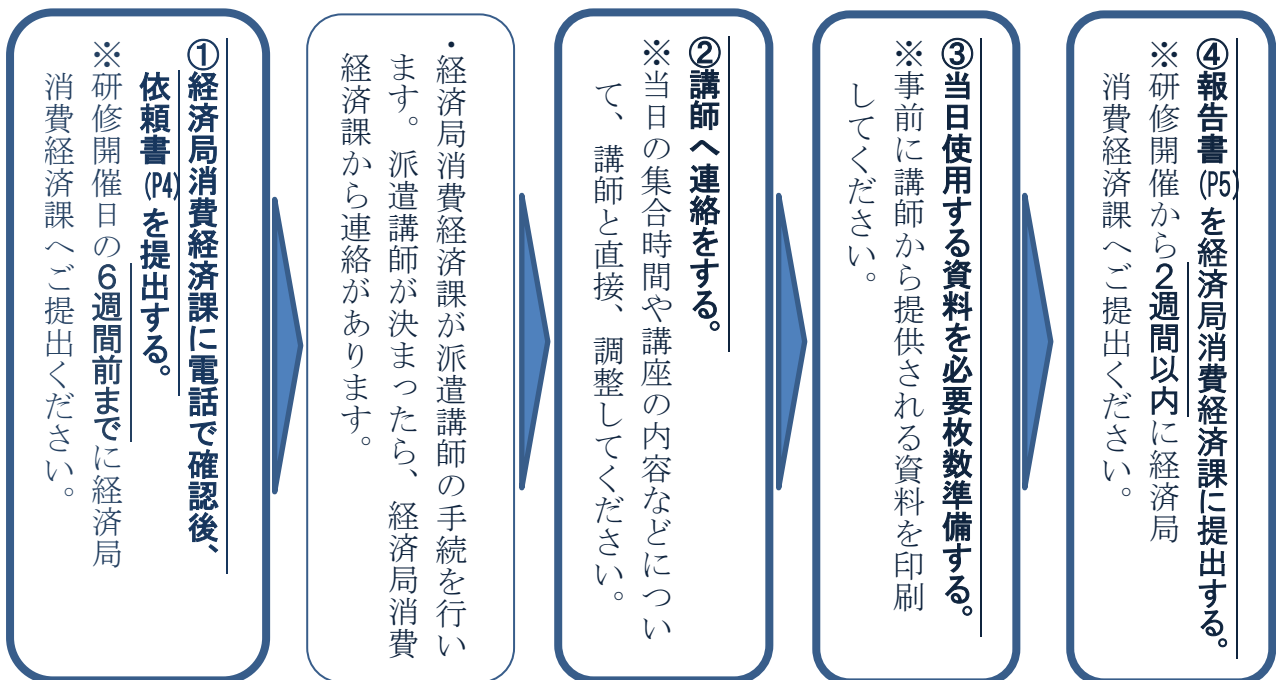 ①経済局消費経済課に電話で確認後、
依頼書(P4)を提出する。
※研修開催日の６週間前までに経済局
消費経済課へご提出ください。
・経済局消費経済課が派遣講師の手続を行い
ます。派遣講師が決まったら、経済局消費
経済課から連絡があります。
②講師へ連絡をする。
※当日の集合時間や講座の内容などについ
て、講師と直接、調整してください。
③当日使用する資料を必要枚数準備する。
※事前に講師から提供される資料を印刷
してください。
④報告書(P5)を経済局消費経済課に提出する。
※研修開催から２週間以内に経済局
消費経済課へご提出ください。